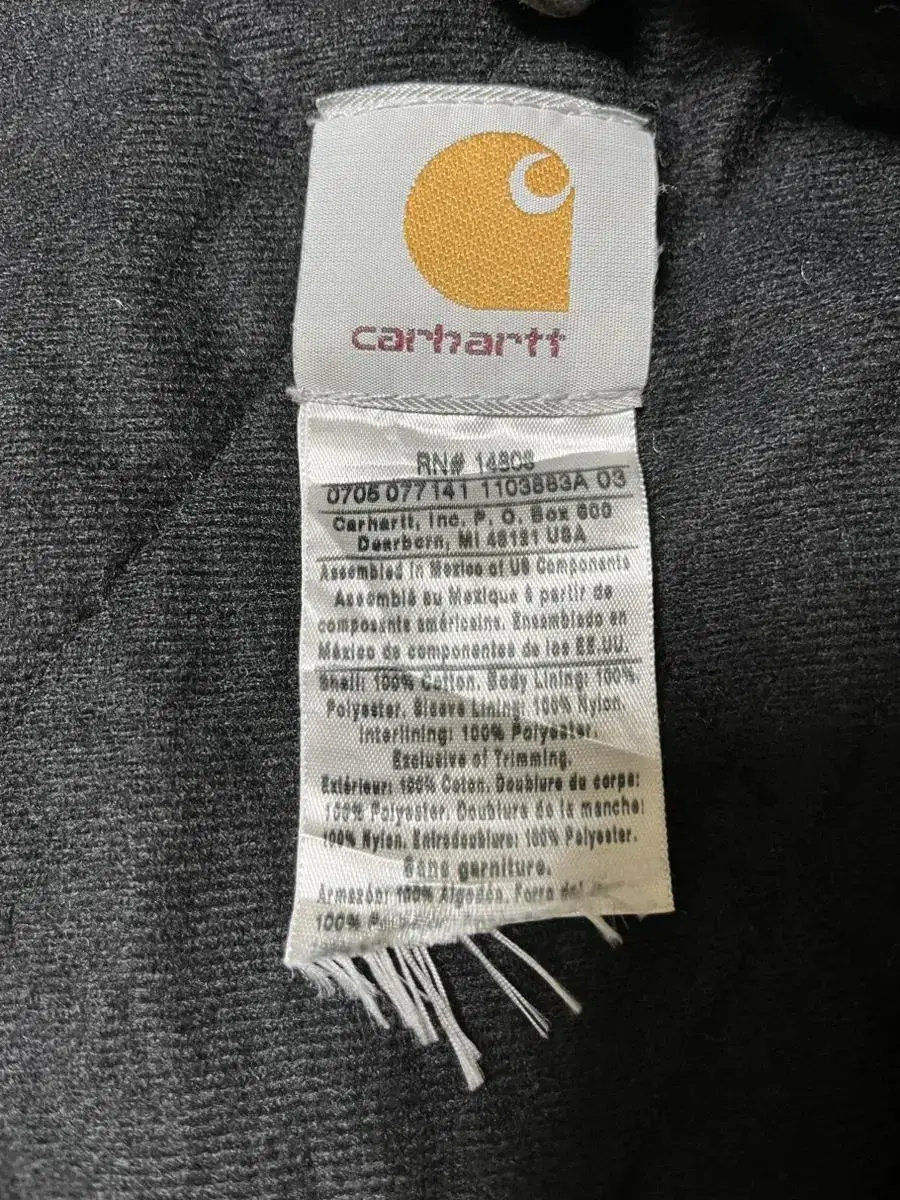 carhartt
RN# 14806
0705 077141 1103883A 03
Carhartt, Inc. P. O. Box 600
Dearborn, MI 48121 USA
Assembled in Mexico of US Components
Assemblé au Mexique à partir de
composants américains. Ensamblado en
México de componentes de los EE.UU.
Shell: 100% Cotton. Body Lining: 100%
Polyester. Sleeve Lining: 100% Nylon.
Interlining: 100% Polyester.
Exclusive of Trimming.
Extérieur: 100% Coton. Doublure du corps:
100% Polyester. Doublure de la manche:
100% Nylon. Entredoublure: 100% Polyester.
Sans garniture.
Armazón: 100% Algodón. Forro del
100%